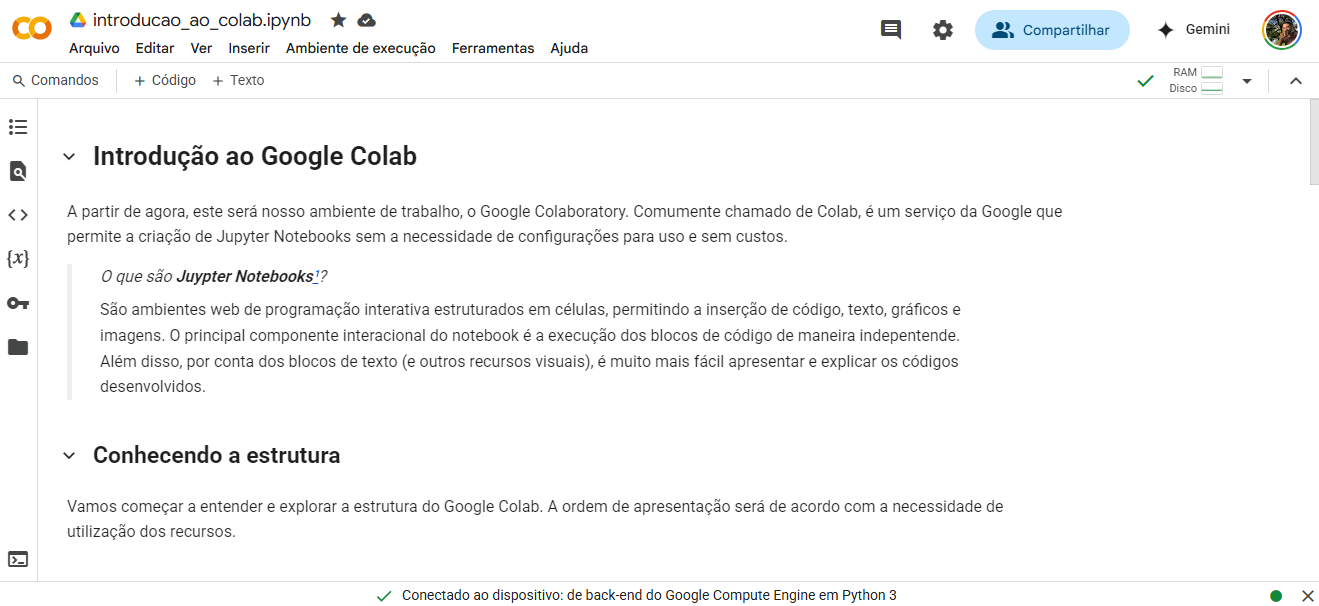 introducao_ao_colab.ipynb
Arquivo Editar Ver Inserir Ambiente de execução Ferramentas Ajuda
Compartilhar
Gemini
Comandos + Código + Texto
RAM
Disco
Introdução ao Google Colab
A partir de agora, este será nosso ambiente de trabalho, o Google Colaboratory. Comumente chamado de Colab, é um serviço da Google que
permite a criação de Jupyter Notebooks sem a necessidade de configurações para uso e sem custos.
{x}
O que são Juypter Notebooks¹?
São ambientes web de programação interativa estruturados em células, permitindo a inserção de código, texto, gráficos e
imagens. O principal componente interacional do notebook é a execução dos blocos de código de maneira indepentende.
Além disso, por conta dos blocos de texto (e outros recursos visuais), é muito mais fácil apresentar e explicar os códigos
desenvolvidos.
Conhecendo a estrutura
Vamos começar a entender e explorar a estrutura do Google Colab. A ordem de apresentação será de acordo com a necessidade de
utilização dos recursos.
Conectado ao dispositivo: de back-end do Google Compute Engine em Python 3